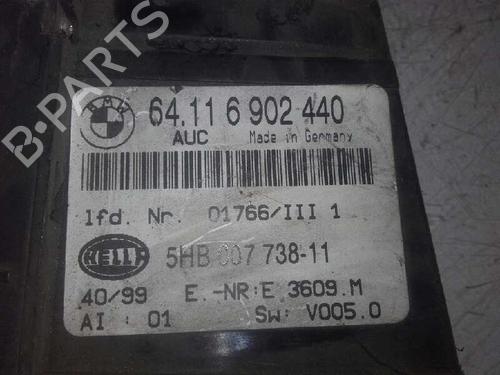 B-PARTS
BMW
64.11 6 902 440
AUC Made in Germany
lfd. Nr. 01766/III 1
HELLA
5HB 007 738-11
40/99 E.-NR:E 3609.M
AI : 01 SW: V005.0